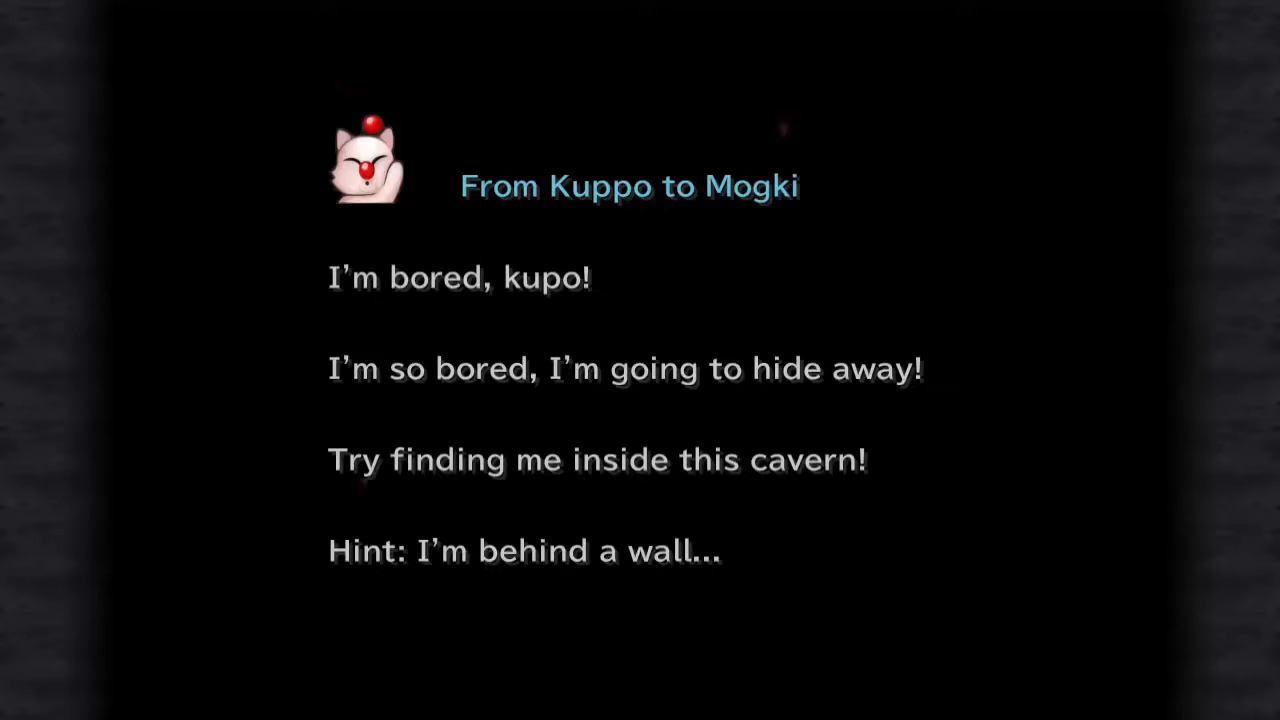 From Kuppo to Mogki
I'm bored, kupo!
I'm so bored, I'm going to hide away!
Try finding me inside this cavern!
Hint: I'm behind a wall...